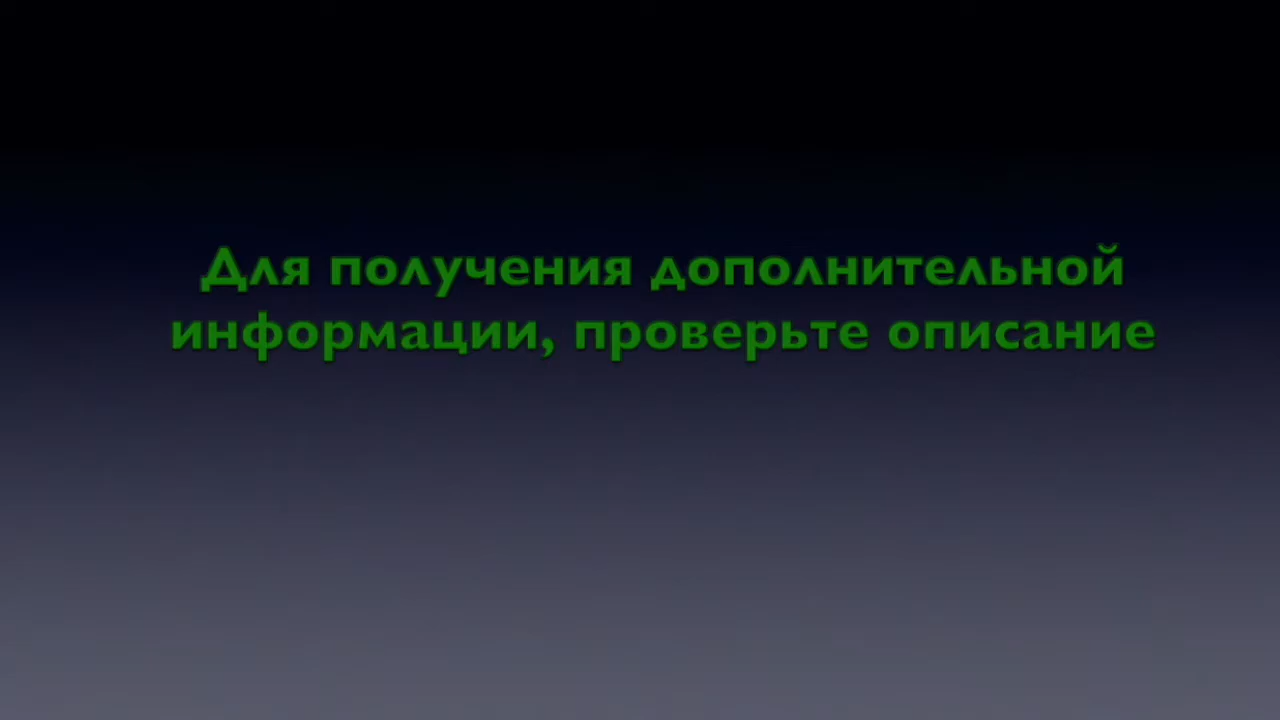 Для получения дополнительной
информации, проверьте описание